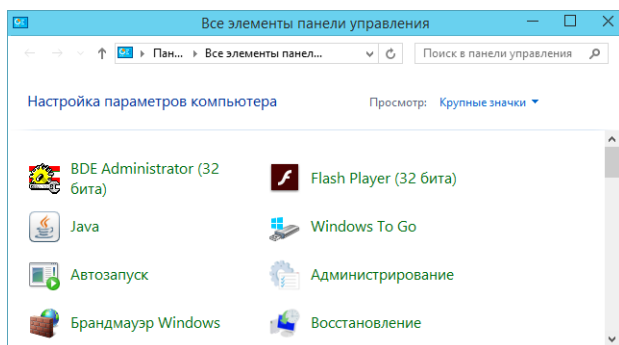 Все элементы панели управления
Пан... Все элементы панел...
Поиск в панели управления
Настройка параметров компьютера
Просмотр: Крупные значки
BDE Administrator (32
бита)
Flash Player (32 бита)
Java
Windows To Go
Автозапуск
Администрирование
Брандмауэр Windows
Восстановление